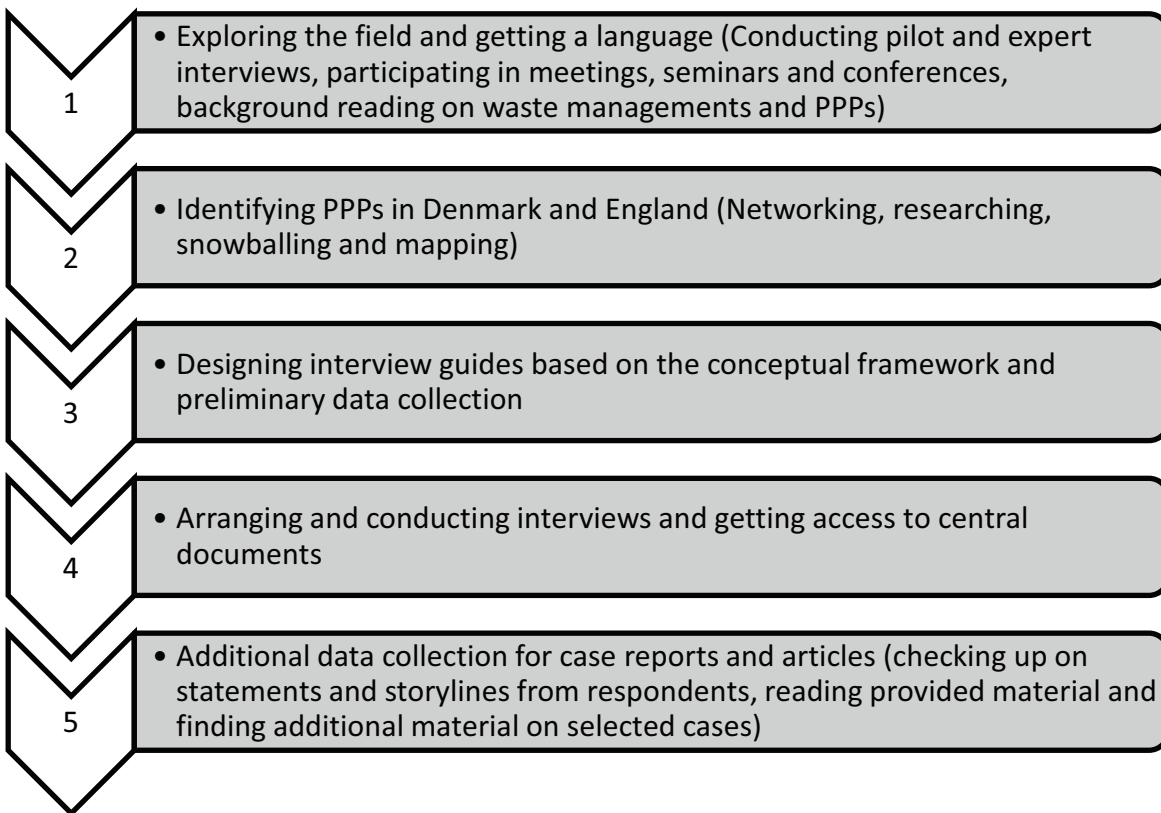 1
• Exploring the field and getting a language (Conducting pilot and expert
interviews, participating in meetings, seminars and conferences,
background reading on waste managements and PPPs)
2
• Identifying PPPs in Denmark and England (Networking, researching,
snowballing and mapping)
3
• Designing interview guides based on the conceptual framework and
preliminary data collection
4
• Arranging and conducting interviews and getting access to central
documents
5
• Additional data collection for case reports and articles (checking up on
statements and storylines from respondents, reading provided material and
finding additional material on selected cases)